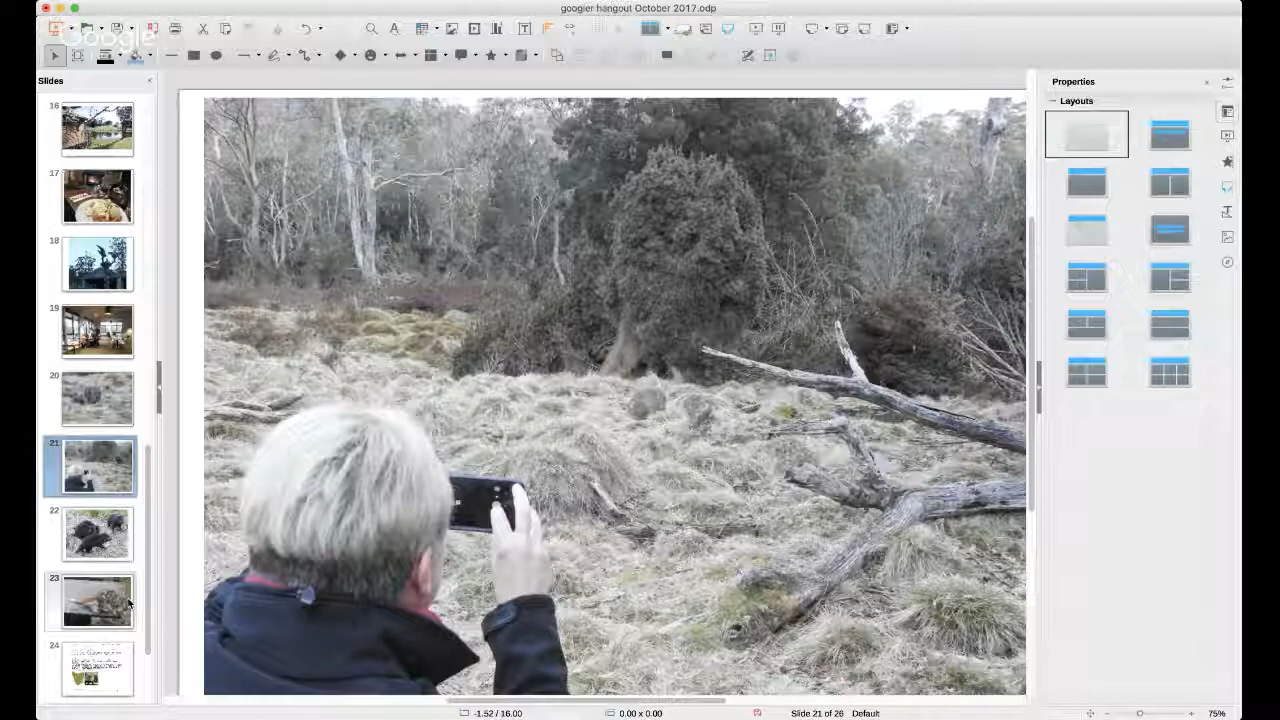 googier hangout October 2017.odp
Google
Slides
Properties
Layouts
16
17
18
19
20
21
22
23
24
-1.52 / 16.00
0.00 x 0.00
Slide 21 of 26
Default
75%